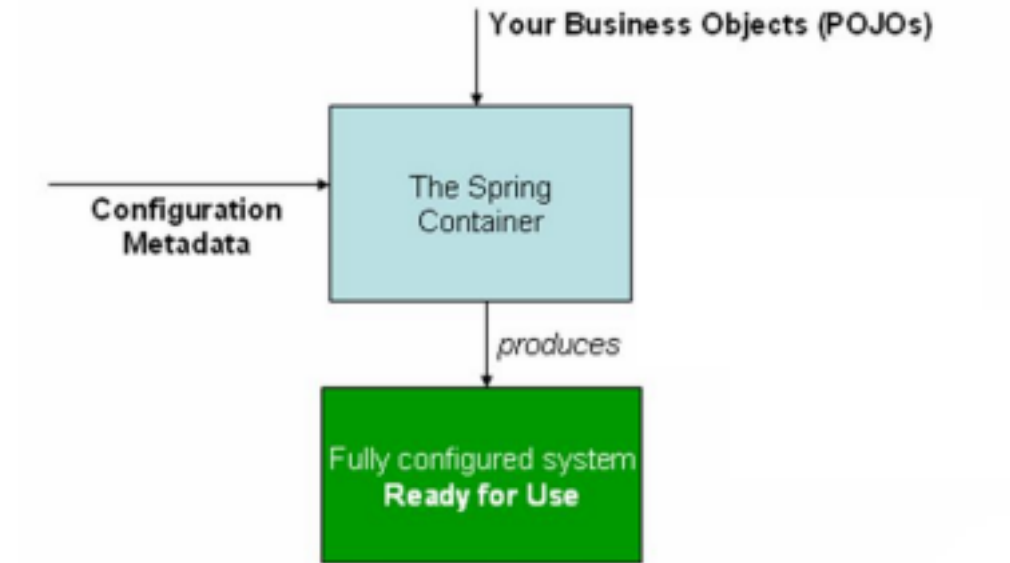 Your Business Objects (POJOs)
The Spring
Container
Configuration
Metadata
produces
Fully configured system
Ready for Use